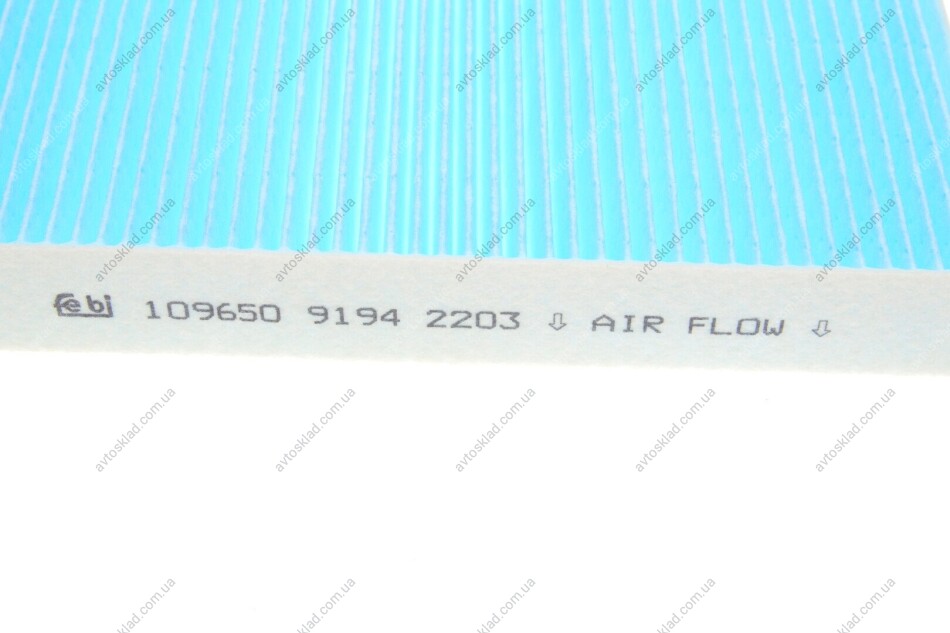 febi 109650 9194 2203 ⇩ AIR FLOW ⇩
avtosklad.com.ua